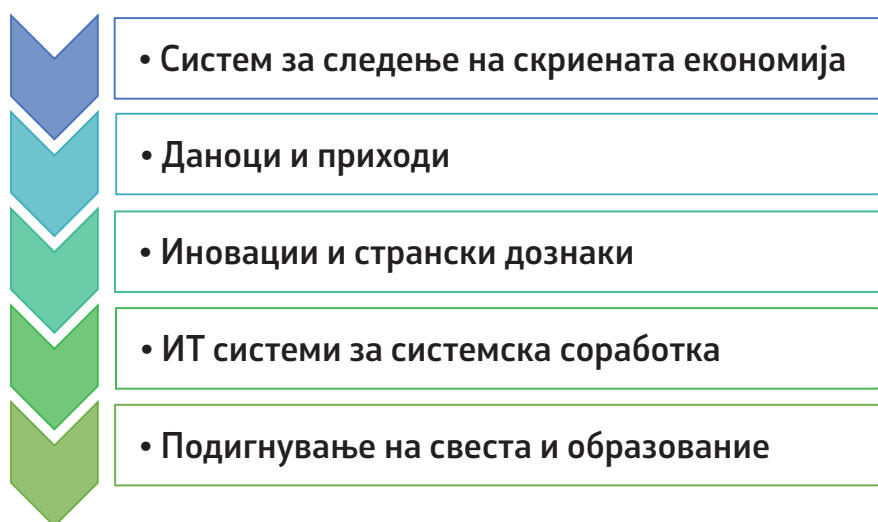 • Систем за следење на скриената економија
• Даноци и приходи
• Иновации и странски дознаки
• ИТ системи за системска соработка
• Подигнување на свеста и образование